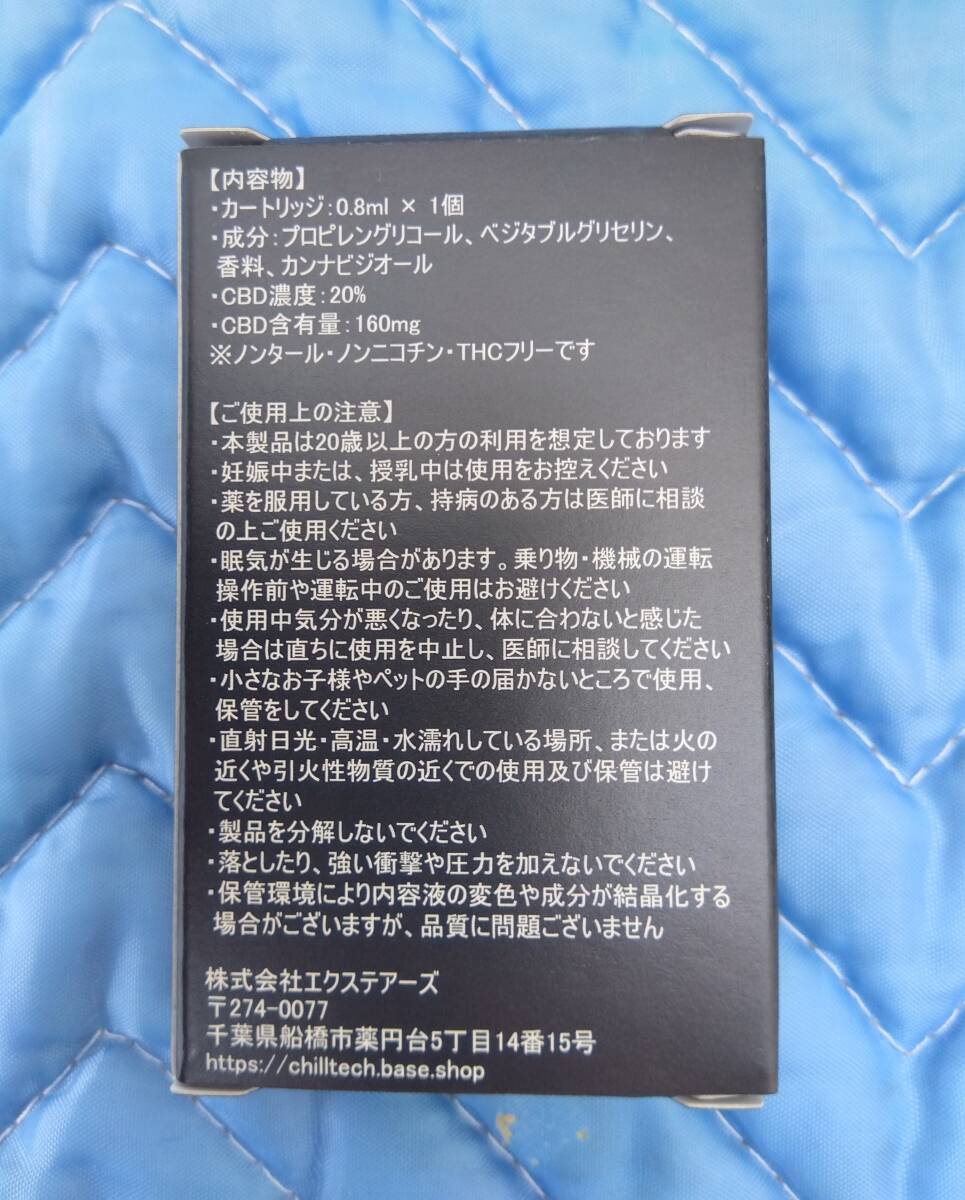 【内容物】
・カートリッジ:0.8ml × 1個
・成分:プロピレングリコール、ベジタブルグリセリン、
香料、カンナビジオール
・CBD濃度:20%
・CBD含有量:160mg
※ノンタール・ノンニコチン・THCフリーです
【ご使用上の注意】
・本製品は20歳以上の方の利用を想定しております
・妊娠中または、授乳中は使用をお控えください
・薬を服用している方、持病のある方は医師に相談
の上ご使用ください
・眠気が生じる場合があります。乗り物・機械の運転
操作前や運転中のご使用はお避けください
・使用中気分が悪くなったり、体に合わないと感じた
場合は直ちに使用を中止し、医師に相談してください
・小さなお子様やペットの手の届かないところで使用、
保管をしてください
・直射日光・高温・水濡れしている場所、または火の
近くや引火性物質の近くでの使用及び保管は避け
てください
・製品を分解しないでください
・落としたり、強い衝撃や圧力を加えないでください
・保管環境により内容液の変色や成分が結晶化する
場合がございますが、品質に問題ございません
株式会社エクステアーズ
〒274-0077
千葉県船橋市薬円台5丁目14番15号
https://chilltech.base.shop